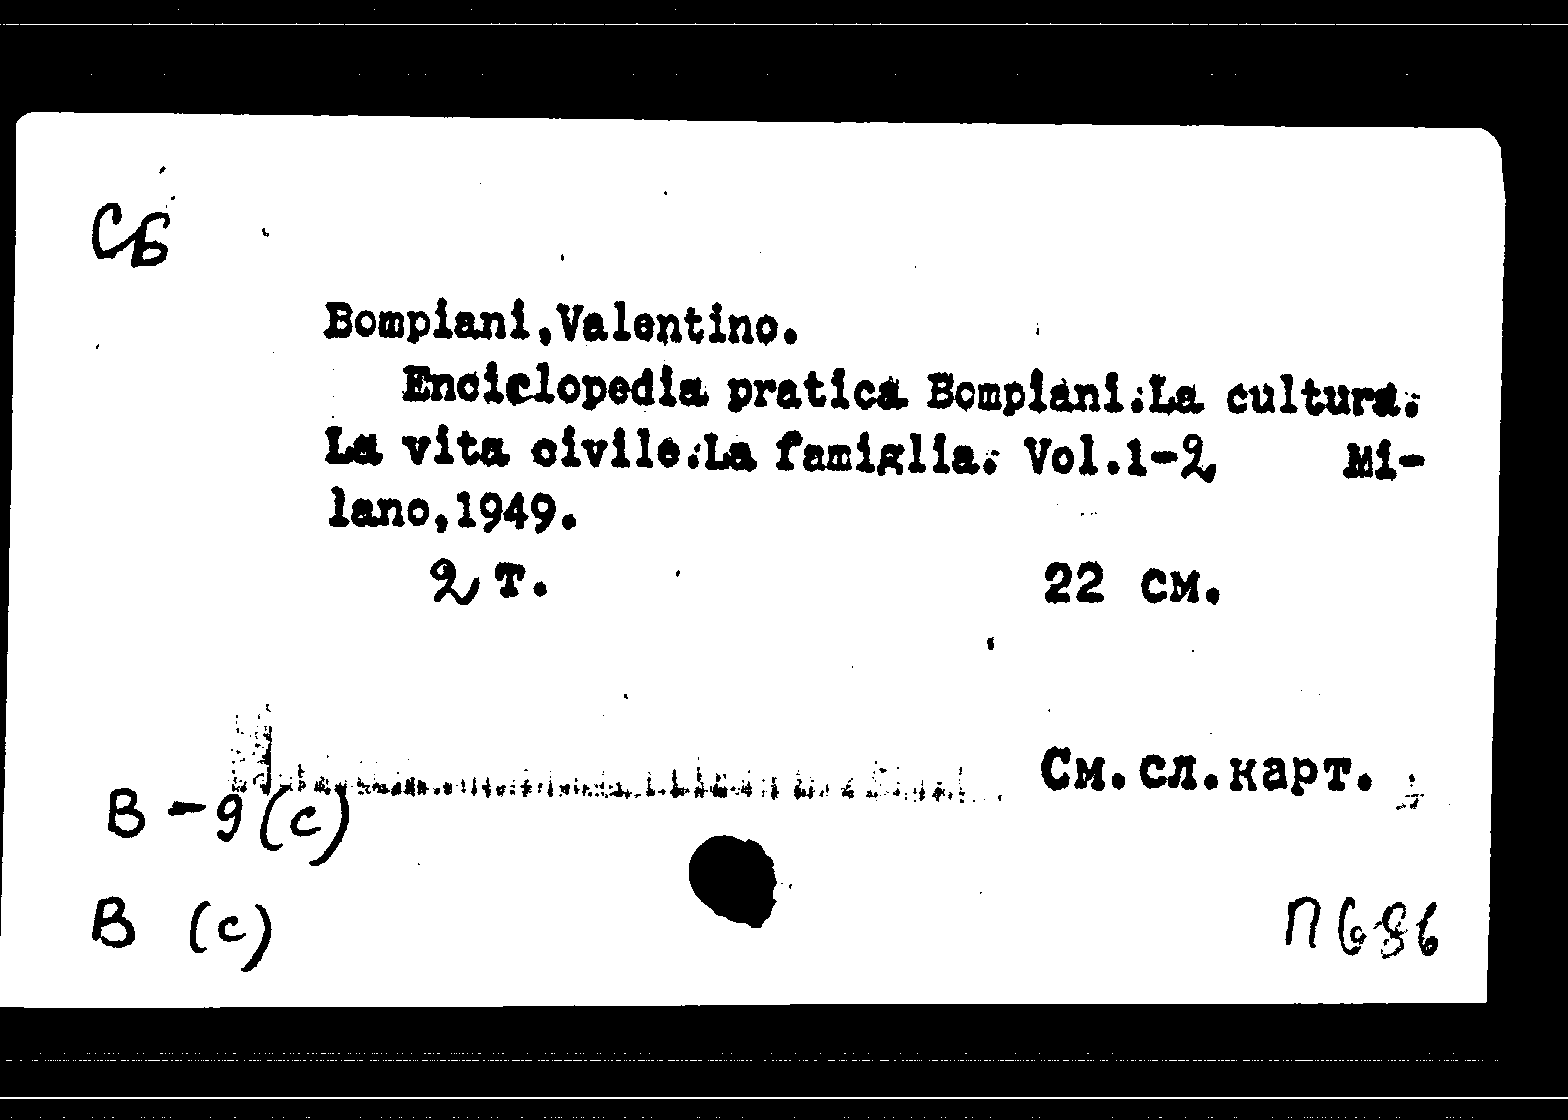 СБ
Bompiani,Valentino.
Enciclopedia pratica Bompiani.La cultura.
La vita civile.La famiglia. Vol.1-2 Mi-
lano,1949.
2 т. 22 см.
См.сл.карт.
В-9(с)
В (с)
П686